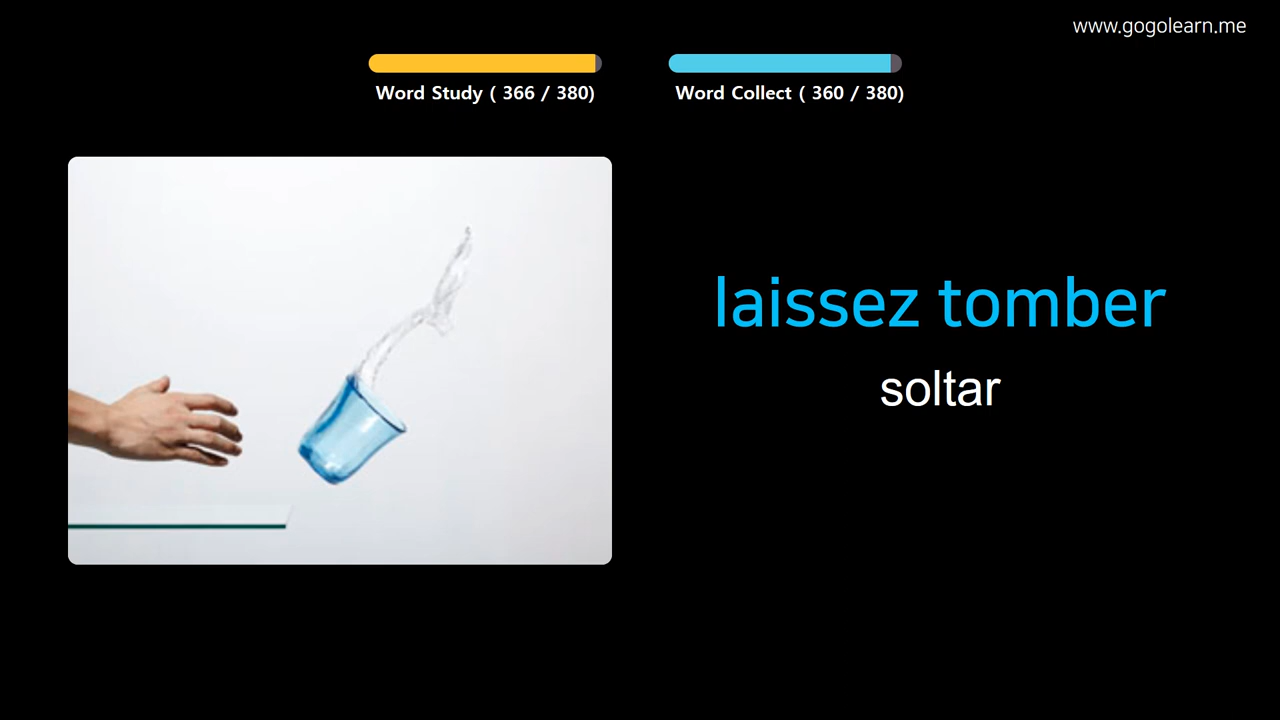 www.gogolearn.me
Word Study ( 366 / 380)
Word Collect ( 360 / 380)
laissez tomber
soltar